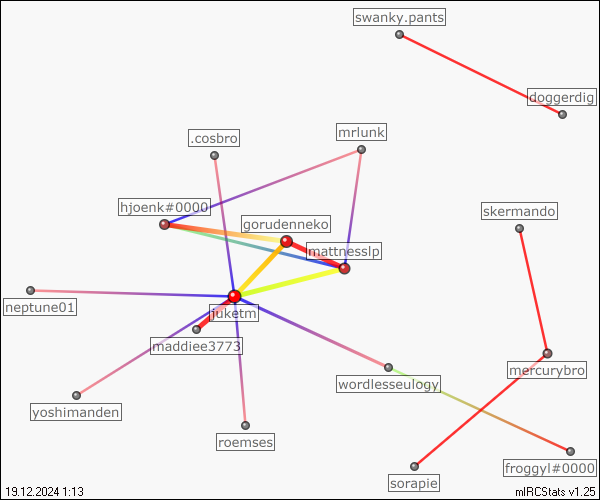 swanky.pants
doggerdig
mrlunk
.cosbro
hjoenk#0000
skermando
gorudenneko
mattnesslp
neptune01
juketm
maddiee3773
mercurybro
wordlesseulogy
yoshimanden
roemses
froggyl#0000
sorapie
19.12.2024 1:13
mIRCStats v1.25